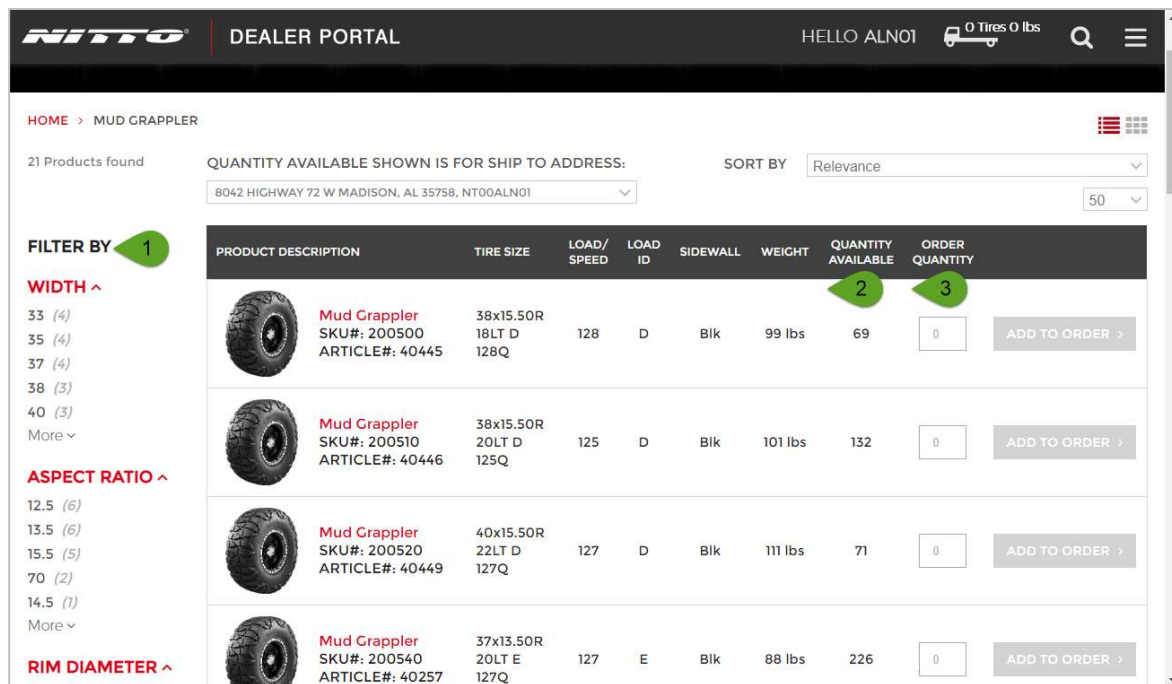 NITTO® DEALER PORTAL HELLO ALN01 0 Tires 0 lbs
HOME > MUD GRAPPLER
21 Products found QUANTITY AVAILABLE SHOWN IS FOR SHIP TO ADDRESS: SORT BY Relevance
8042 HIGHWAY 72 W MADISON, AL 35758, NT00ALN01 50
FILTER BY 1
WIDTH
33 (4)
35 (4)
37 (4)
38 (3)
40 (3)
More
ASPECT RATIO
12.5 (6)
13.5 (6)
15.5 (5)
70 (2)
14.5 (1)
More
RIM DIAMETER
PRODUCT DESCRIPTION TIRE SIZE LOAD/ SPEED LOAD ID SIDEWALL WEIGHT QUANTITY AVAILABLE ORDER QUANTITY
2 3
Mud Grappler 38x15.50R
SKU#: 200500 18LT D 128 D Blk 99 lbs 69 0 ADD TO ORDER >
ARTICLE#: 40445 128Q
Mud Grappler 38x15.50R
SKU#: 200510 20LT D 125 D Blk 101 lbs 132 0 ADD TO ORDER >
ARTICLE#: 40446 125Q
Mud Grappler 40x15.50R
SKU#: 200520 22LT D 127 D Blk 111 lbs 71 0 ADD TO ORDER >
ARTICLE#: 40449 127Q
Mud Grappler 37x13.50R
SKU#: 200540 20LT E 127 E Blk 88 lbs 226 0 ADD TO ORDER >
ARTICLE#: 40257 127Q